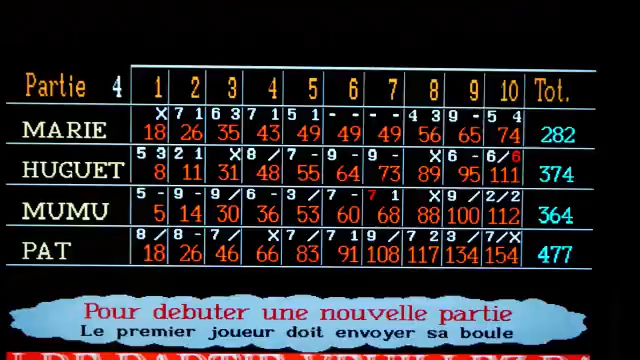 Partie 4 1 2 3 4 5 6 7 8 9 10 Tot.
X 7 1 6 3 7 1 5 1 - - - - 4 3 9 - 5 4
MARIE 18 26 35 43 49 49 49 56 65 74 282
5 3 2 1 X 8 / 7 - 9 - 9 - X 6 - 6 / 6
HUGUET 8 11 31 48 55 64 73 89 95 111 374
5 - 9 - 9 / 6 - 3 / 7 - 7 1 X 9 / 2 / 2
MUMU 5 14 30 36 53 60 68 88 100 112 364
8 / 8 - 7 / X 7 / 7 1 9 / 7 2 3 / 7 / X
PAT 18 26 46 66 83 91 108 117 134 154 477
Pour debuter une nouvelle partie
Le premier joueur doit envoyer sa boule